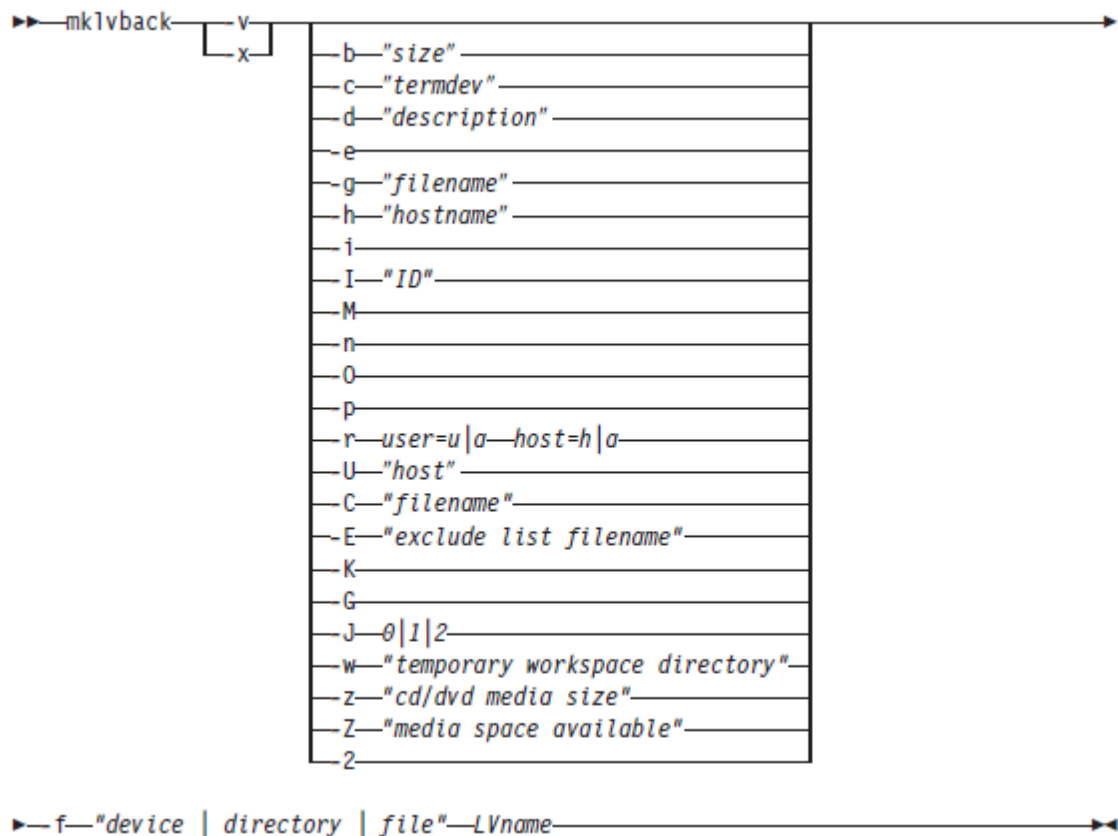 mklvback -v
-x
-b "size"
-c "termdev"
-d "description"
-e
-g "filename"
-h "hostname"
-i
-I "ID"
-M
-n
-O
-p
-r user=u|a host=h|a
-U "host"
-C "filename"
-E "exclude list filename"
-K
-G
-J 0|1|2
-w "temporary workspace directory"
-z "cd/dvd media size"
-Z "media space available"
-2
-f "device | directory | file" LVname